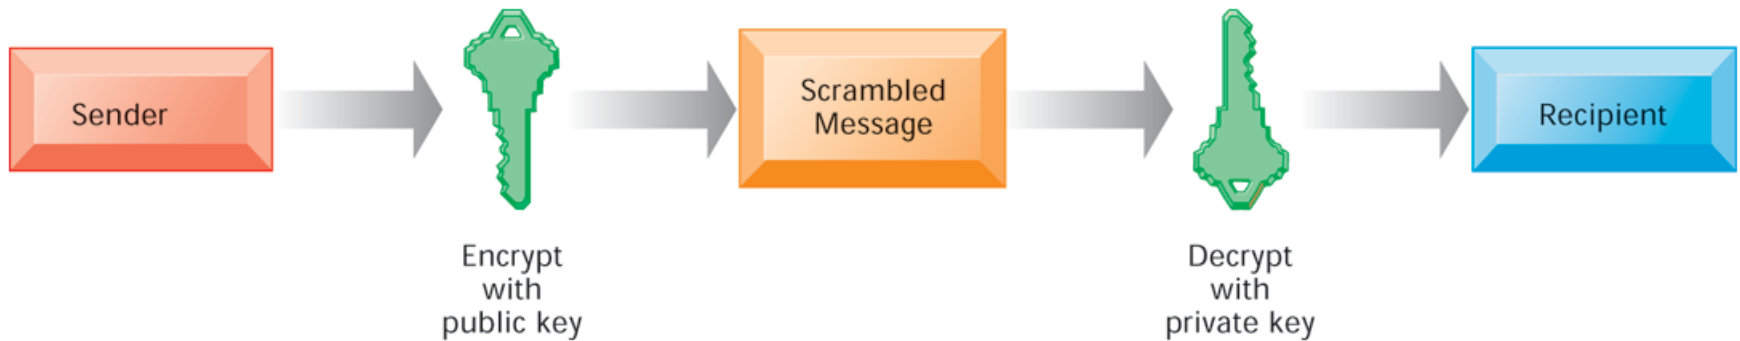 Sender
Encrypt
with
public key
Scrambled
Message
Decrypt
with
private key
Recipient